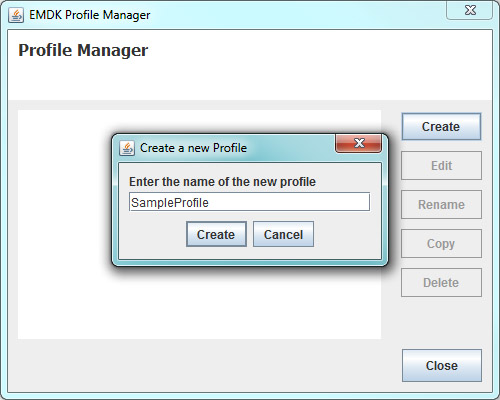 EMDK Profile Manager
Profile Manager
Create
Edit
Rename
Copy
Delete
Close
Create a new Profile
Enter the name of the new profile
SampleProfile
Create Cancel